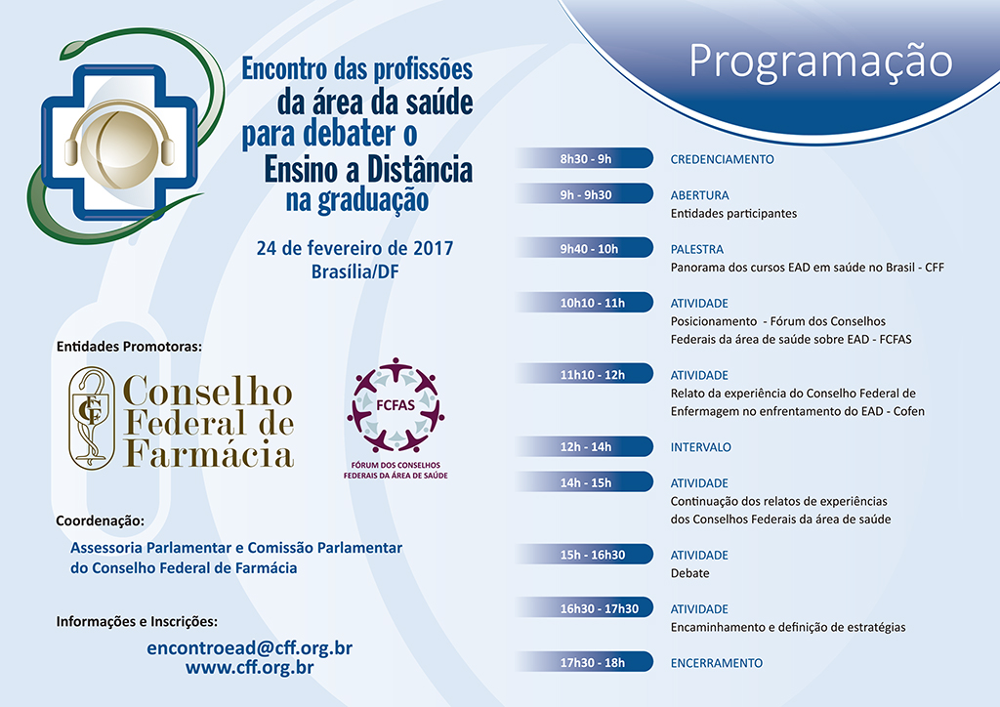 Encontro das profissões
da área da saúde
para debater o
Ensino a Distância
na graduação
24 de fevereiro de 2017
Brasília/DF
Entidades Promotoras:
CFF
Conselho
Federal de
Farmácia
FCFAS
FÓRUM DOS CONSELHOS
FEDERAIS DA ÁREA DE SAÚDE
Coordenação:
Assessoria Parlamentar e Comissão Parlamentar
do Conselho Federal de Farmácia
Informações e Inscrições:
encontroead@cff.org.br
www.cff.org.br
Programação
8h30 - 9h CREDENCIAMENTO
9h - 9h30 ABERTURA
Entidades participantes
9h40 - 10h PALESTRA
Panorama dos cursos EAD em saúde no Brasil - CFF
10h10 - 11h ATIVIDADE
Posicionamento - Fórum dos Conselhos
Federais da área de saúde sobre EAD - FCFAS
11h10 - 12h ATIVIDADE
Relato da experiência do Conselho Federal de
Enfermagem no enfrentamento do EAD - Cofen
12h - 14h INTERVALO
14h - 15h ATIVIDADE
Continuação dos relatos de experiências
dos Conselhos Federais da área de saúde
15h - 16h30 ATIVIDADE
Debate
16h30 - 17h30 ATIVIDADE
Encaminhamento e definição de estratégias
17h30 - 18h ENCERRAMENTO